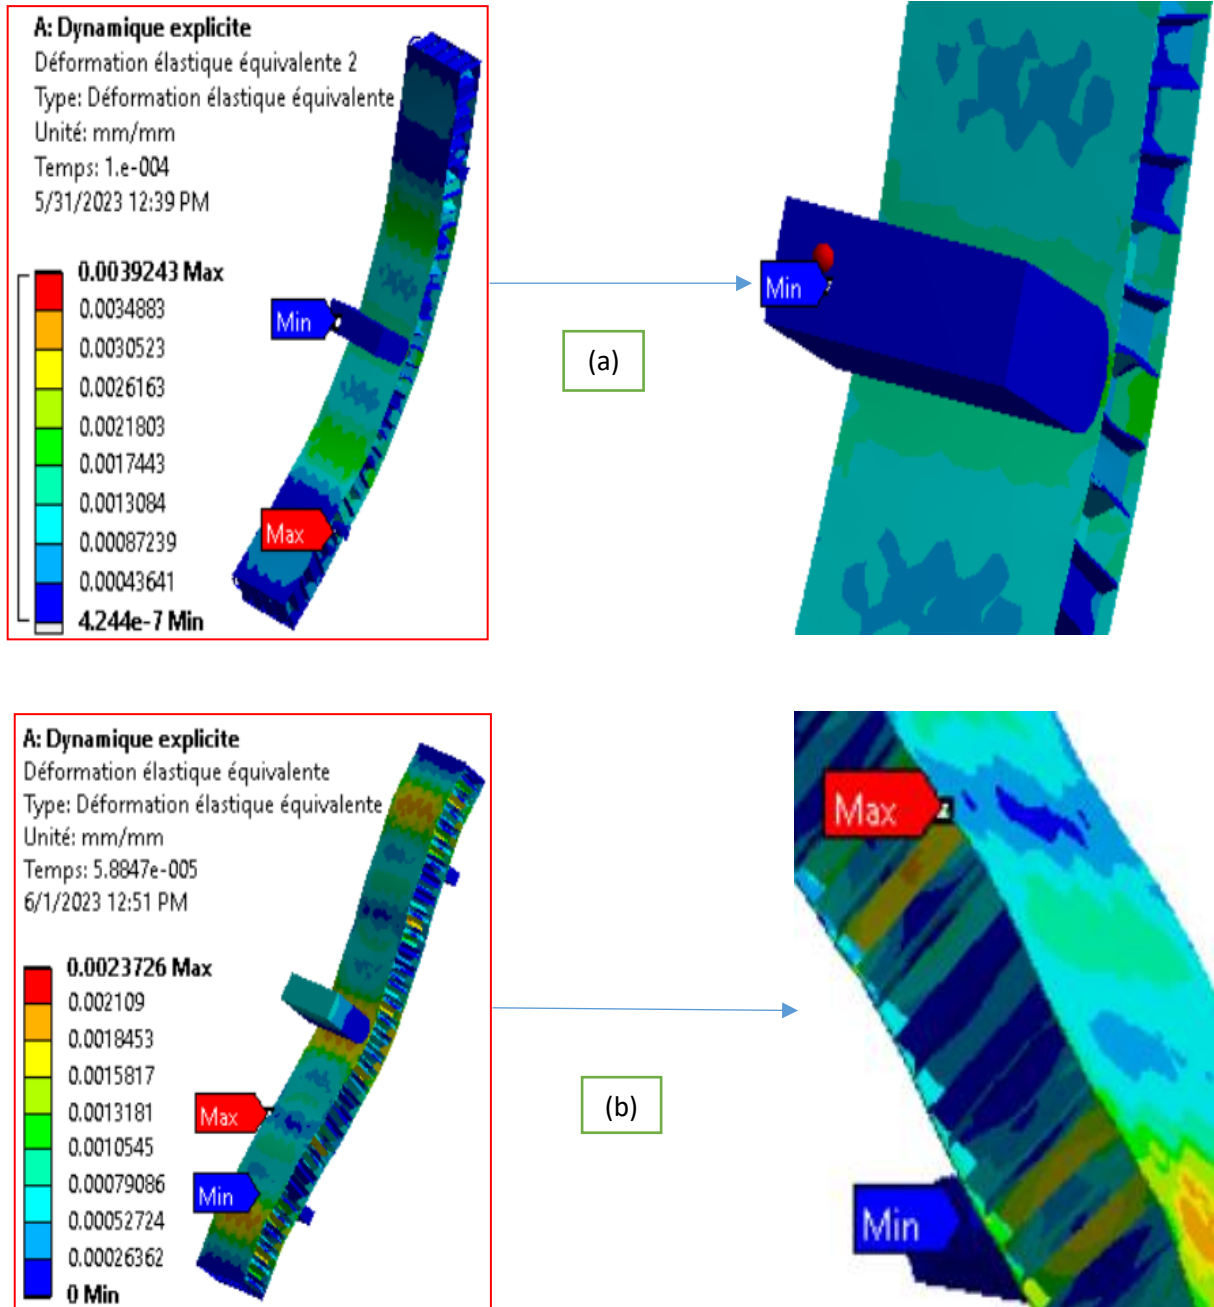 A: Dynamique explicite
Déformation élastique équivalente 2
Type: Déformation élastique équivalente
Unité: mm/mm
Temps: 1.e-004
5/31/2023 12:39 PM
0.0039243 Max
0.0034883
0.0030523
0.0026163
0.0021803
0.0017443
0.0013084
0.00087239
0.00043641
4.244e-7 Min
Min
Max
(a)
Min
A: Dynamique explicite
Déformation élastique équivalente
Type: Déformation élastique équivalente
Unité: mm/mm
Temps: 5.8847e-005
6/1/2023 12:51 PM
0.0023726 Max
0.002109
0.0018453
0.0015817
0.0013181
0.0010545
0.00079086
0.00052724
0.00026362
0 Min
Max
Min
(b)
Max
Min